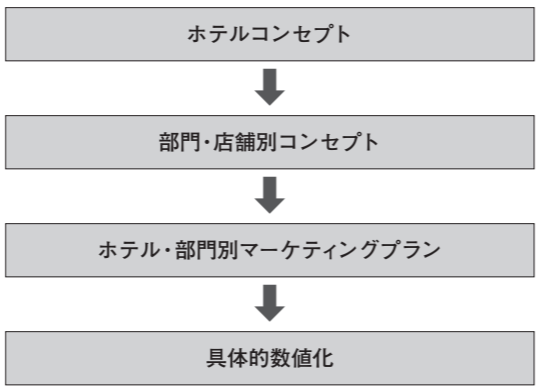 ホテルコンセプト
部門・店舗別コンセプト
ホテル・部門別マーケティングプラン
具体的数値化